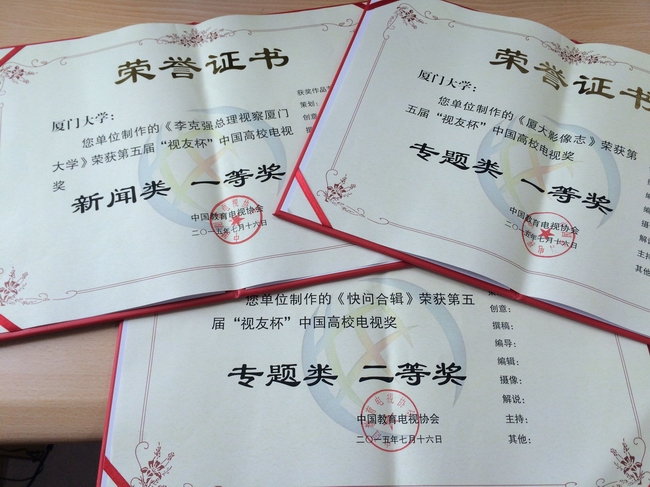 荣誉证书
厦门大学：
您单位制作的《李克强总理视察厦门
大学》荣获第五届“视友杯”中国高校电视
奖
新闻类 一等奖
中国教育电视协会
二〇一五年七月十六日
获奖作品
策划：
创意：
撰稿：
荣誉证书
厦门大学：
您单位制作的《厦大影像志》荣获第
五届“视友杯”中国高校电视奖
专题类 一等奖
中国教育电视协会
二〇一五年七月十六日
解说：
主持：
其他：
您单位制作的《快问合辑》荣获第五
届“视友杯”中国高校电视奖
专题类 二等奖
中国教育电视协会
二〇一五年七月十六日
创意：
撰稿：
编导：
编辑：
摄像：
解说：
主持：
其他：